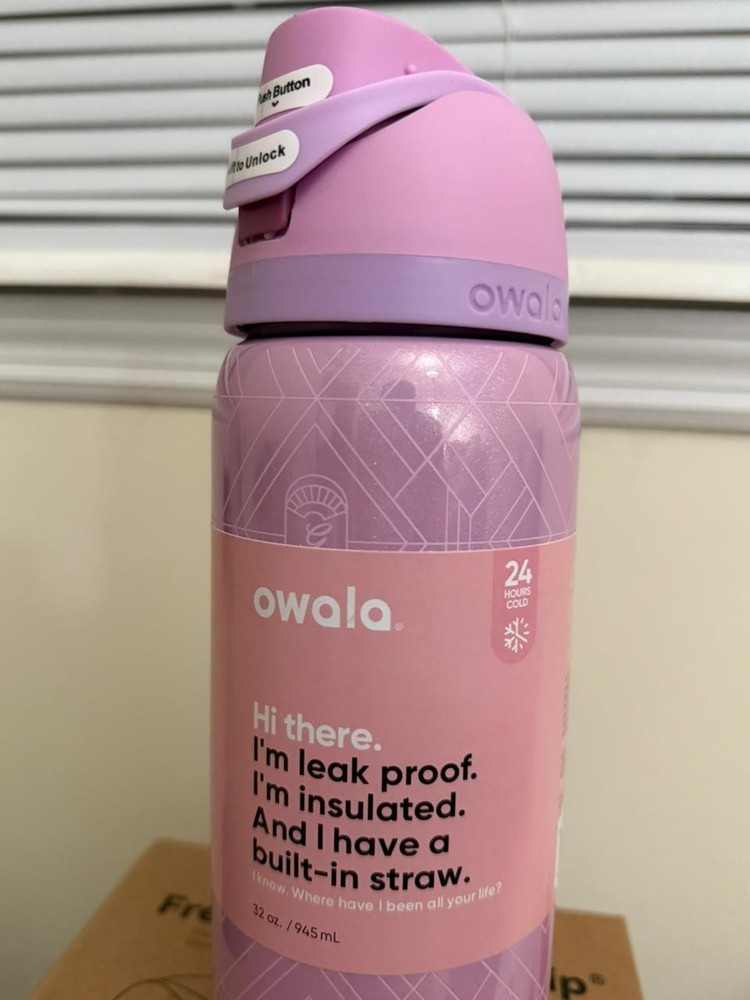 Button
to Unlock
owala
owala®
24
HOURS
COLD
Hi there.
I'm leak proof.
I'm insulated.
And I have a
built-in straw.
I know. Where have I been all your life?
32 oz. / 945 mL